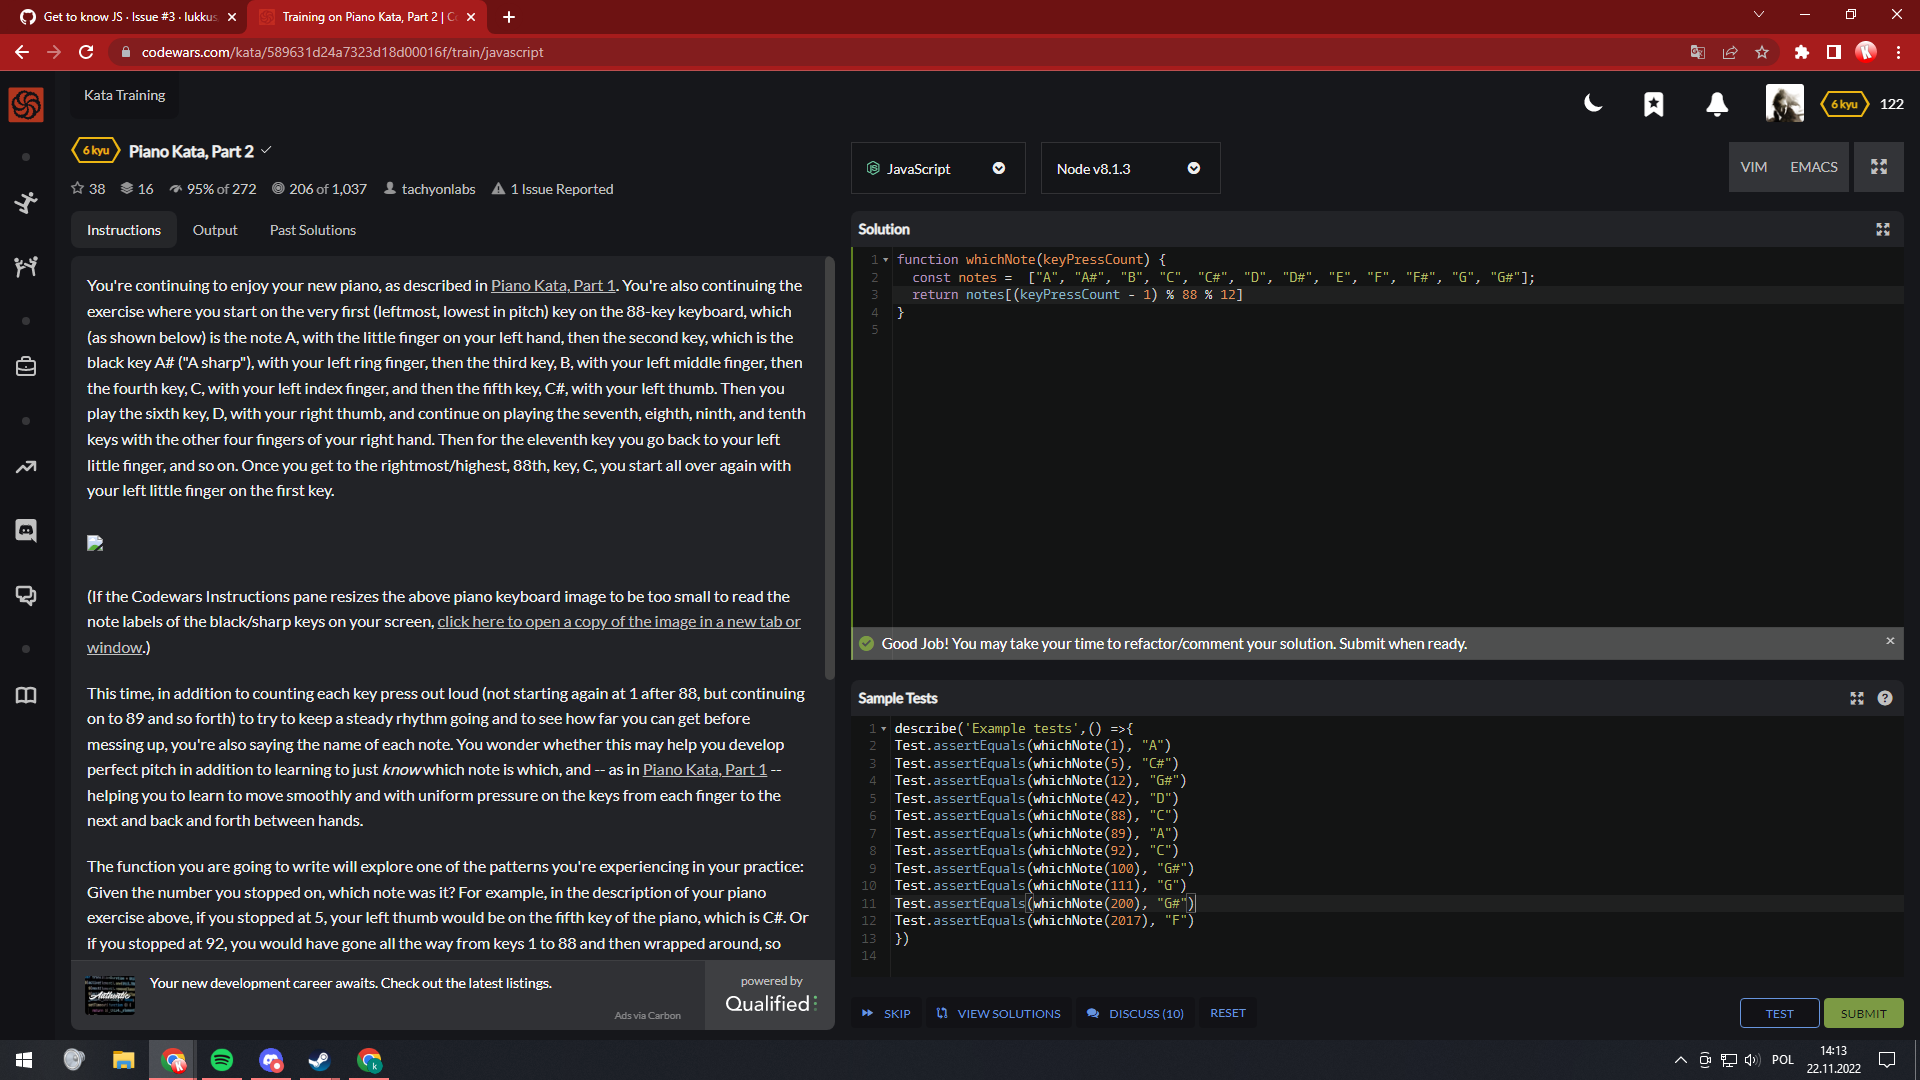 Get to know JS · Issue #3 · lukkus
Training on Piano Kata, Part 2 | Co
codewars.com/kata/589631d24a7323d18d00016f/train/javascript
Kata Training
6 kyu
122
6 kyu
Piano Kata, Part 2
38
16
95% of 272
206 of 1,037
tachyonlabs
1 Issue Reported
JavaScript
Node v8.1.3
VIM
EMACS
Instructions
Output
Past Solutions
You're continuing to enjoy your new piano, as described in Piano Kata, Part 1. You're also continuing the
exercise where you start on the very first (leftmost, lowest in pitch) key on the 88-key keyboard, which
(as shown below) is the note A, with the little finger on your left hand, then the second key, which is the
black key A# ("A sharp"), with your left ring finger, then the third key, B, with your left middle finger, then
the fourth key, C, with your left index finger, and then the fifth key, C#, with your left thumb. Then you
play the sixth key, D, with your right thumb, and continue on playing the seventh, eighth, ninth, and tenth
keys with the other four fingers of your right hand. Then for the eleventh key you go back to your left
little finger, and so on. Once you get to the rightmost/highest, 88th, key, C, you start all over again with
your left little finger on the first key.
(If the Codewars Instructions pane resizes the above piano keyboard image to be too small to read the
note labels of the black/sharp keys on your screen, click here to open a copy of the image in a new tab or
window.)
This time, in addition to counting each key press out loud (not starting again at 1 after 88, but continuing
on to 89 and so forth) to try to keep a steady rhythm going and to see how far you can get before
messing up, you're also saying the name of each note. You wonder whether this may help you develop
perfect pitch in addition to learning to just know which note is which, and -- as in Piano Kata, Part 1 --
helping you to learn to move smoothly and with uniform pressure on the keys from each finger to the
next and back and forth between hands.
The function you are going to write will explore one of the patterns you're experiencing in your practice:
Given the number you stopped on, which note was it? For example, in the description of your piano
exercise above, if you stopped at 5, your left thumb would be on the fifth key of the piano, which is C#. Or
if you stopped at 92, you would have gone all the way from keys 1 to 88 and then wrapped around, so
Authentic
Your new development career awaits. Check out the latest listings.
Ads via Carbon
powered by
Qualified
Solution
1 function whichNote(keyPressCount) {
2 const notes =  ["A", "A#", "B", "C", "C#", "D", "D#", "E", "F", "F#", "G", "G#"];
3 return notes[(keyPressCount - 1) % 88 % 12]
4 }
5
Good Job! You may take your time to refactor/comment your solution. Submit when ready.
Sample Tests
1 describe('Example tests',() =>{
2 Test.assertEquals(whichNote(1), "A")
3 Test.assertEquals(whichNote(5), "C#")
4 Test.assertEquals(whichNote(12), "G#")
5 Test.assertEquals(whichNote(42), "D")
6 Test.assertEquals(whichNote(88), "C")
7 Test.assertEquals(whichNote(89), "A")
8 Test.assertEquals(whichNote(92), "C")
9 Test.assertEquals(whichNote(100), "G#")
10 Test.assertEquals(whichNote(111), "G")
11 Test.assertEquals(whichNote(200), "G#")
12 Test.assertEquals(whichNote(2017), "F")
13 })
14
SKIP
VIEW SOLUTIONS
DISCUSS (10)
RESET
TEST
SUBMIT
POL
14:13
22.11.2022